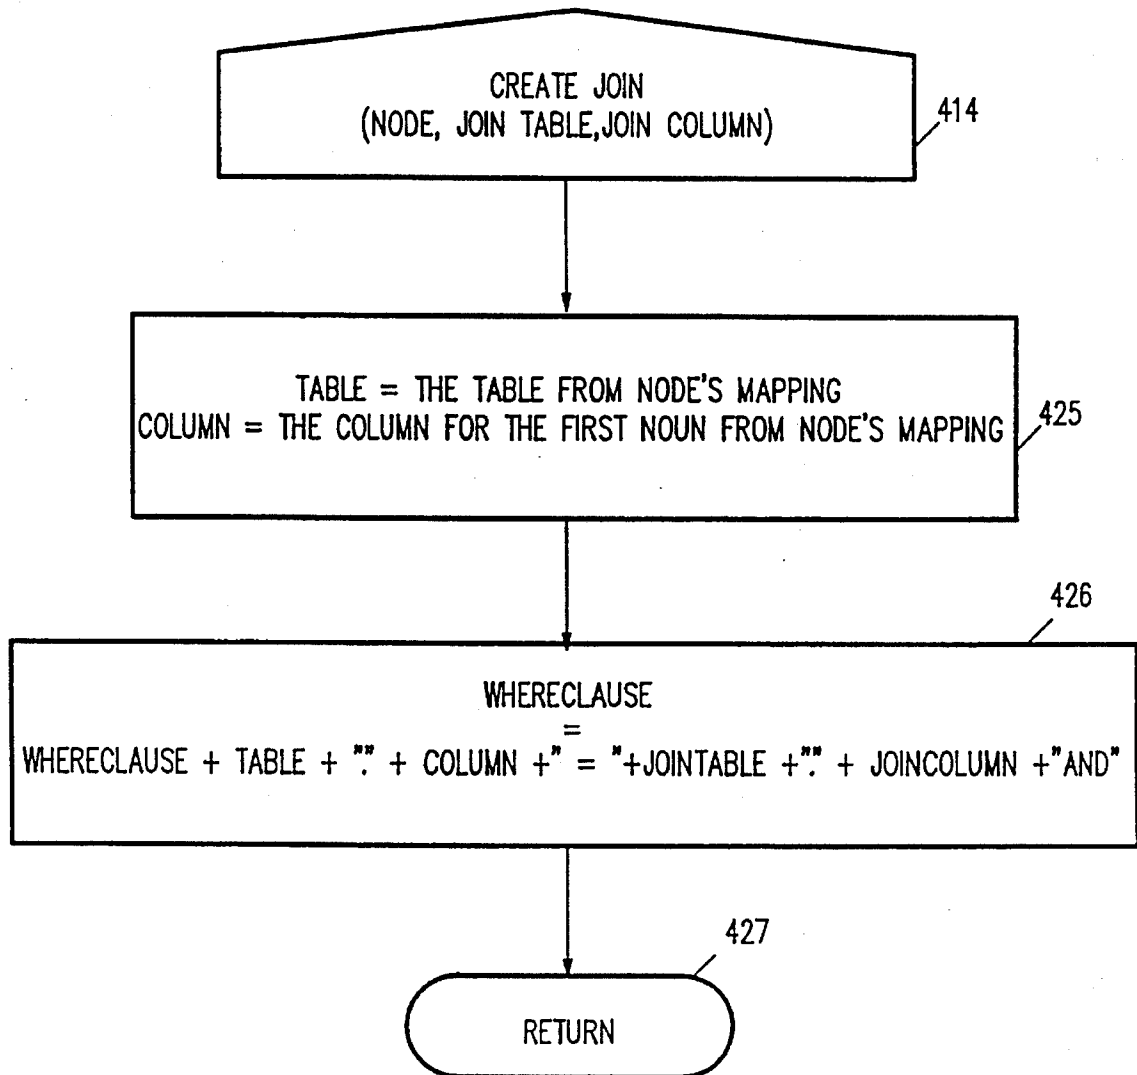 CREATE JOIN
(NODE, JOIN TABLE,JOIN COLUMN)
414
TABLE = THE TABLE FROM NODE'S MAPPING
COLUMN = THE COLUMN FOR THE FIRST NOUN FROM NODE'S MAPPING
425
426
WHERECLAUSE
=
WHERECLAUSE + TABLE + "." + COLUMN +" = "+JOINTABLE +"." + JOINCOLUMN +"AND"
427
RETURN